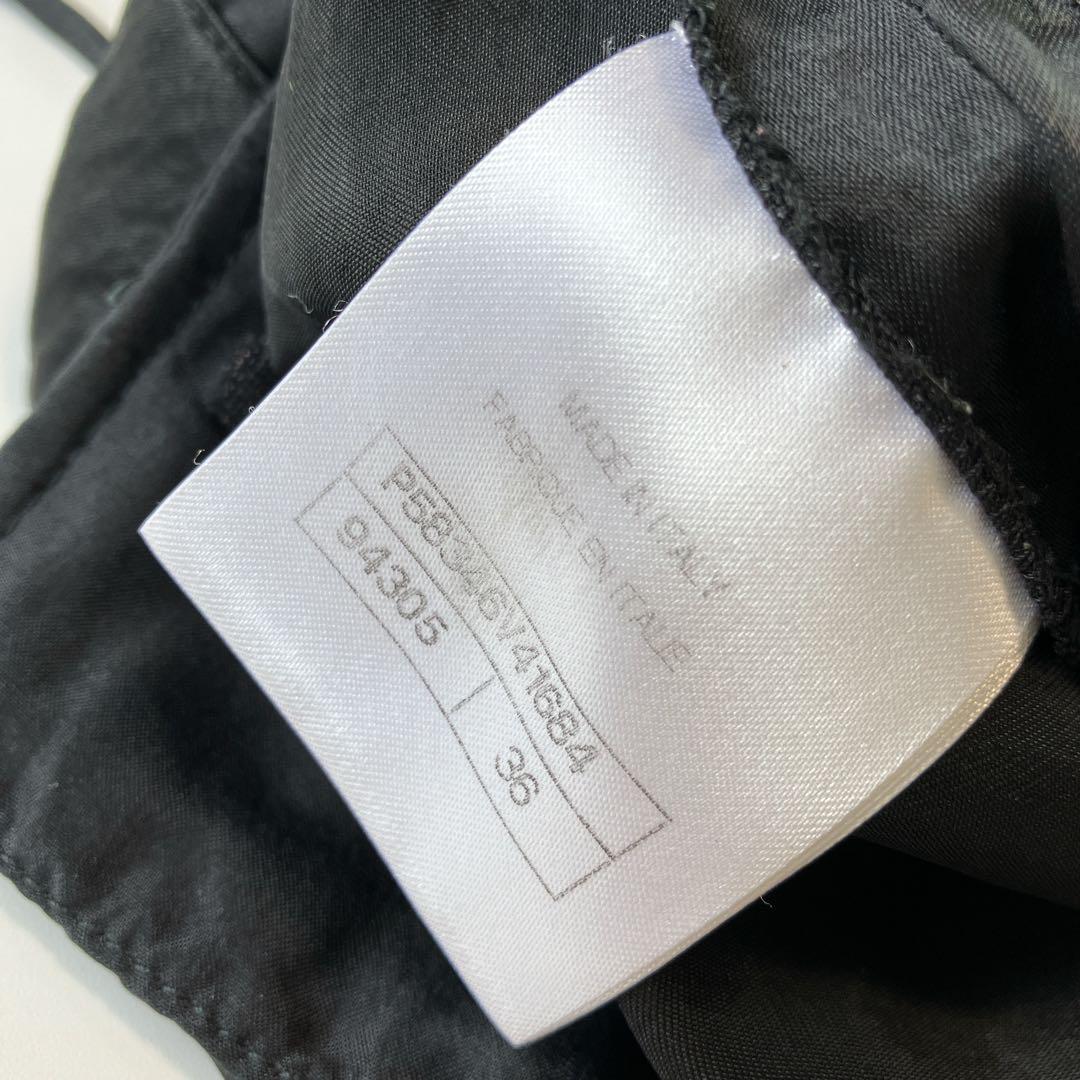 MADE IN ITALY
FABRIQUE EN ITALIE
P58346V41684
94305 36